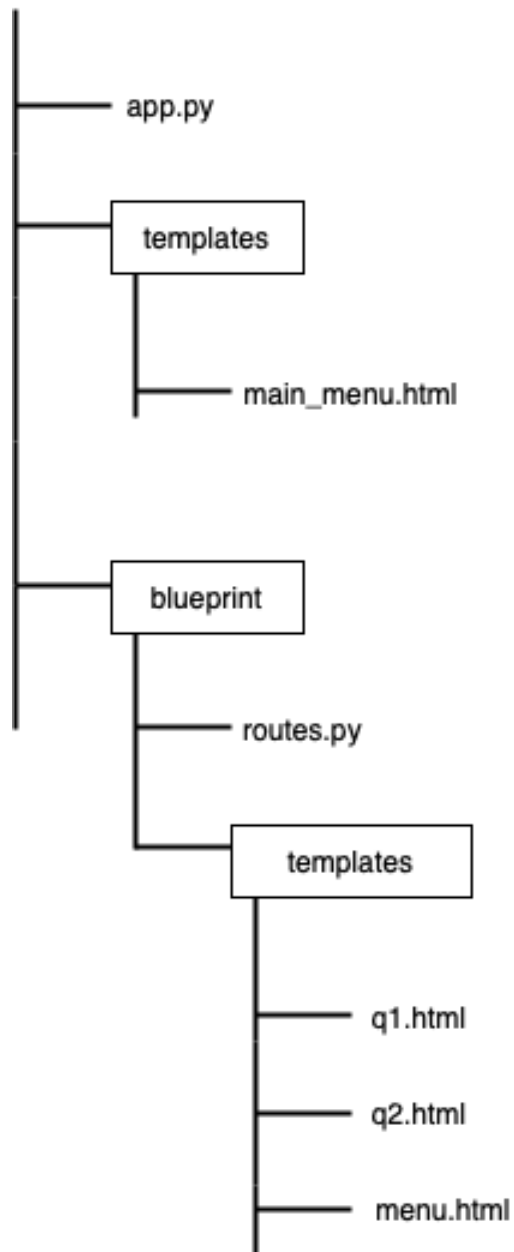 app.py
templates
main_menu.html
blueprint
routes.py
templates
q1.html
q2.html
menu.html